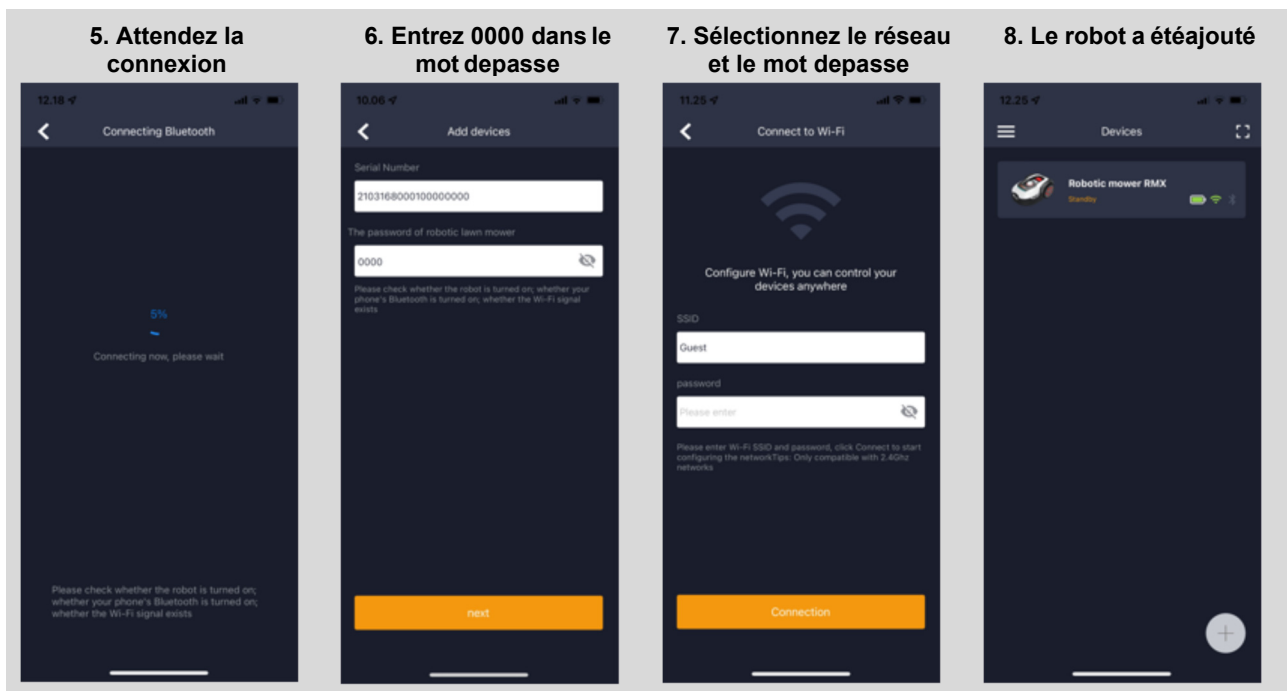 5. Attendez la
connexion
12.18
Connecting Bluetooth
5%
Connecting now, please wait
Please check whether the robot is turned on;
whether your phone's Bluetooth is turned on;
whether the Wi-Fi signal exists
6. Entrez 0000 dans le
mot depasse
10.06
Add devices
Serial Number
2103168000100000000
The password of robotic lawn mower
0000
Please check whether the robot is turned on; whether your
phone's Bluetooth is turned on; whether the Wi-Fi signal
exists
next
7. Sélectionnez le réseau
et le mot depasse
11.25
Connect to Wi-Fi
Configure Wi-Fi, you can control your
devices anywhere
SSID
Guest
password
Please enter
Please enter Wi-Fi SSID and password, click Connect to start
configuring the networkTips: Only compatible with 2.4Ghz
networks
Connection
8. Le robot a étéajouté
12.25
Devices
Robotic mower RMX
Standby